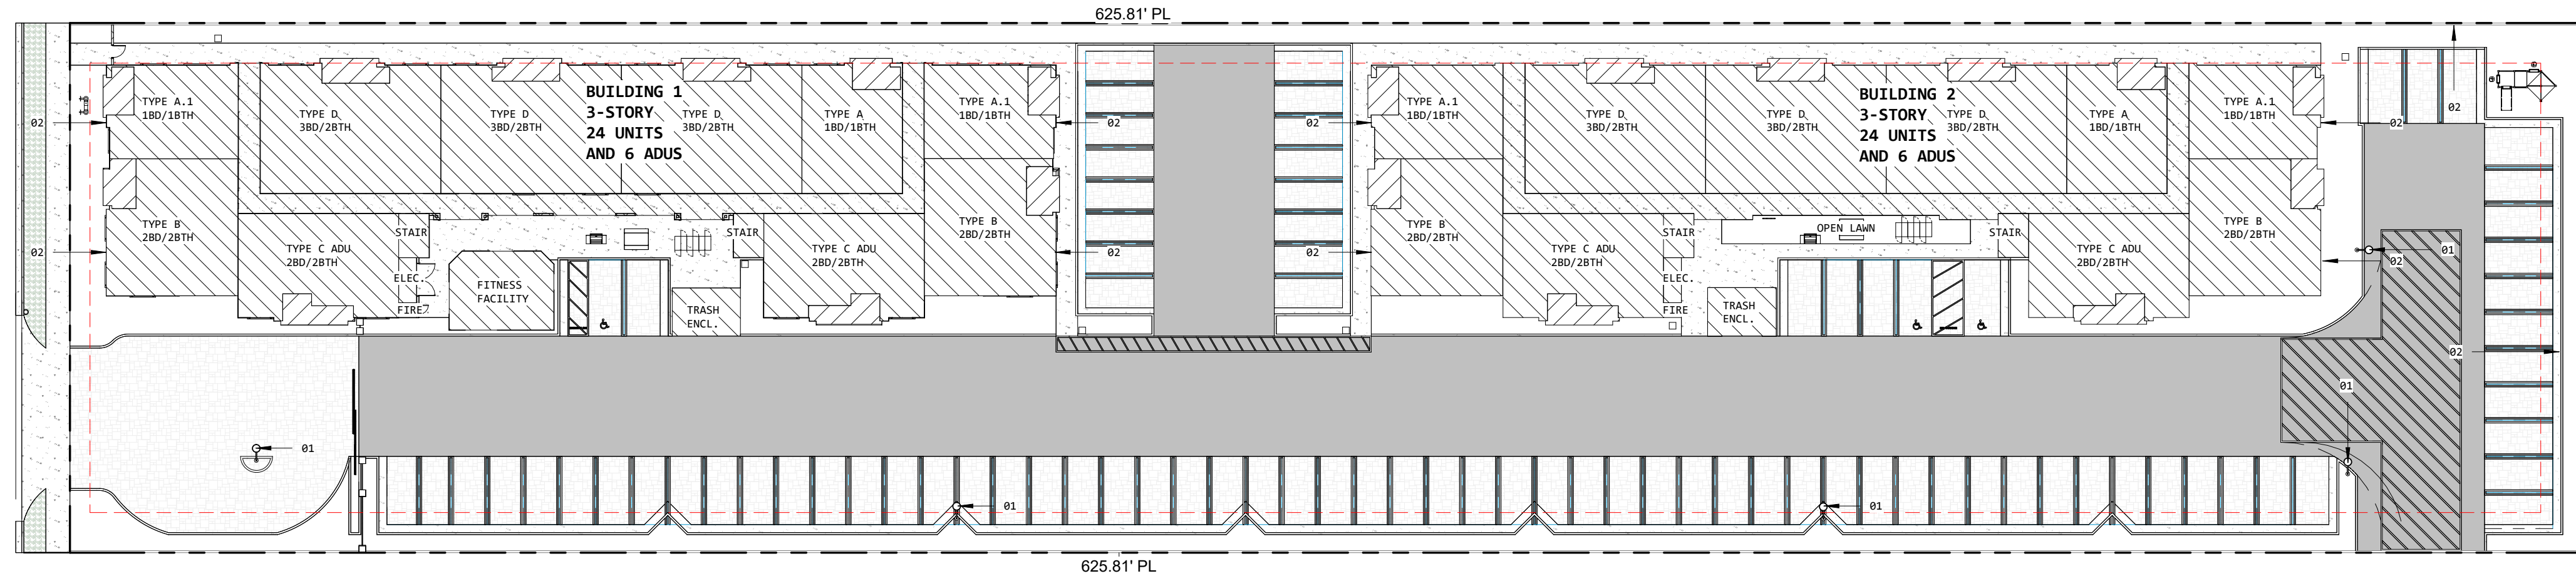 625.81' PL
BUILDING 1
3-STORY
24 UNITS
AND 6 ADUS
TYPE A.1
1BD/1BTH
TYPE D
3BD/2BTH
TYPE D
3BD/2BTH
TYPE D
3BD/2BTH
TYPE A
1BD/1BTH
TYPE A.1
1BD/1BTH
02
02
02
TYPE B
2BD/2BTH
TYPE C ADU
2BD/2BTH
STAIR
ELEC.
FIRE
FITNESS
FACILITY
TRASH
ENCL.
STAIR
TYPE C ADU
2BD/2BTH
TYPE B
2BD/2BTH
02
02
02
BUILDING 2
3-STORY
24 UNITS
AND 6 ADUS
TYPE A.1
1BD/1BTH
TYPE D
3BD/2BTH
TYPE D
3BD/2BTH
TYPE D
3BD/2BTH
TYPE A
1BD/1BTH
TYPE A.1
1BD/1BTH
02
02
TYPE B
2BD/2BTH
TYPE C ADU
2BD/2BTH
STAIR
ELEC.
FIRE
OPEN LAWN
TRASH
ENCL.
STAIR
TYPE C ADU
2BD/2BTH
TYPE B
2BD/2BTH
01
02
02
01
01
01
01
625.81' PL